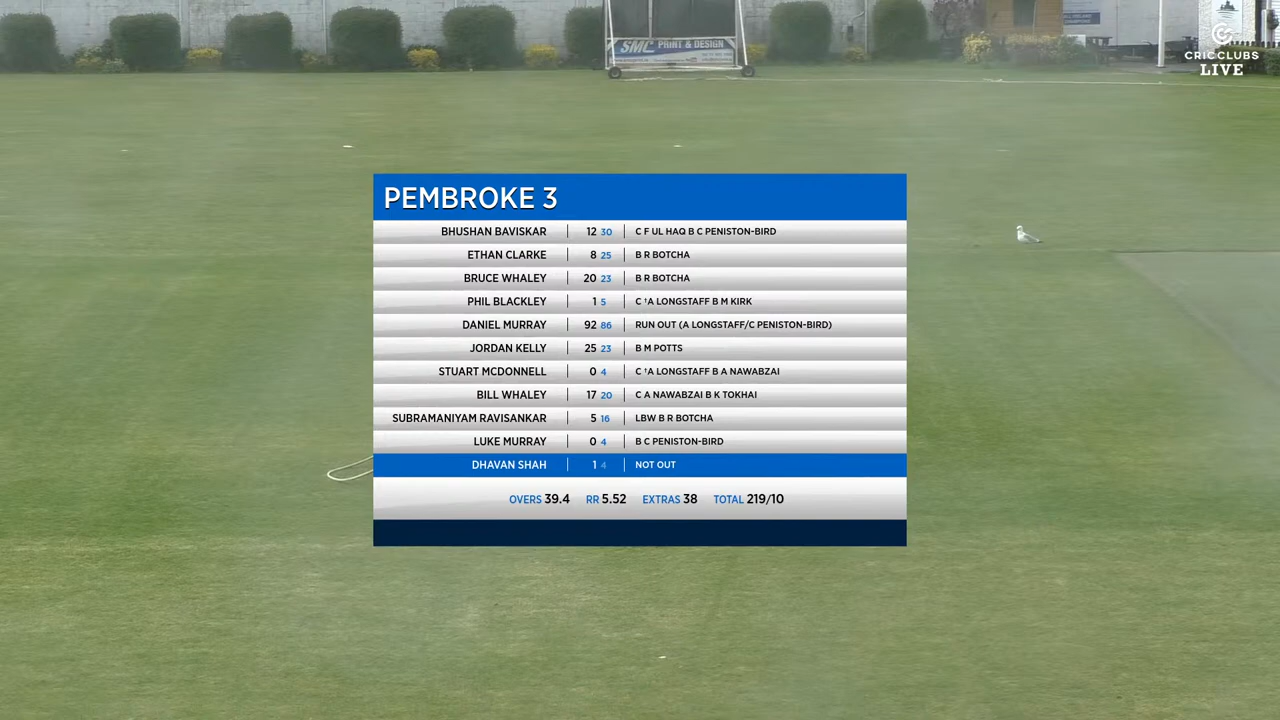 SMC PRINT & DESIGN
CRICCLUBS
LIVE
PEMBROKE 3
BHUSHAN BAVISKAR 12 30 C F UL HAQ B C PENISTON-BIRD
ETHAN CLARKE 8 25 B R BOTCHA
BRUCE WHALEY 20 23 B R BOTCHA
PHIL BLACKLEY 1 5 C †A LONGSTAFF B M KIRK
DANIEL MURRAY 92 86 RUN OUT (A LONGSTAFF/C PENISTON-BIRD)
JORDAN KELLY 25 23 B M POTTS
STUART MCDONNELL 0 4 C †A LONGSTAFF B A NAWABZAI
BILL WHALEY 17 20 C A NAWABZAI B K TOKHAI
SUBRAMANIYAM RAVISANKAR 5 16 LBW B R BOTCHA
LUKE MURRAY 0 4 B C PENISTON-BIRD
DHAVAN SHAH 1 4 NOT OUT
OVERS 39.4 RR 5.52 EXTRAS 38 TOTAL 219/10